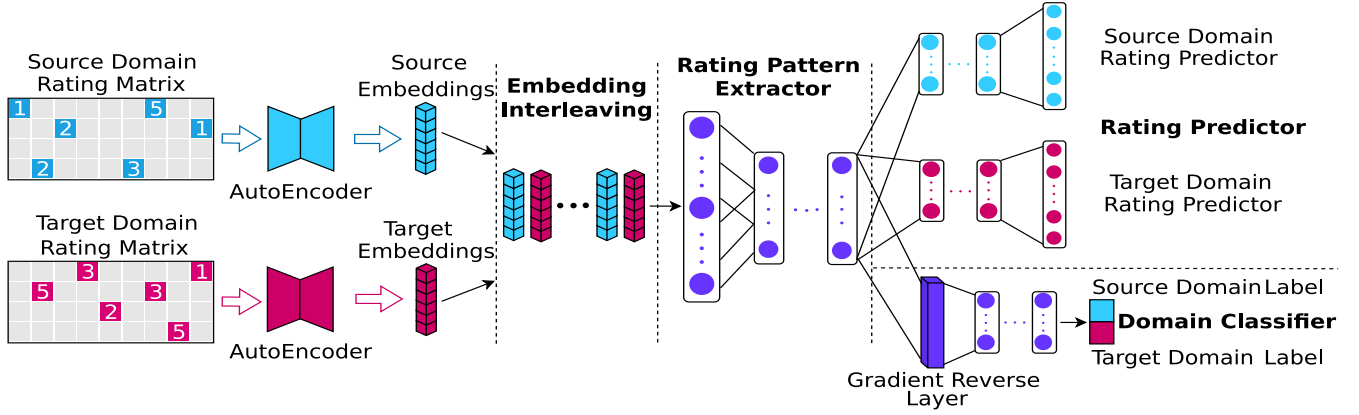 Source Domain
Rating Matrix
1 5
2 1
2 3
AutoEncoder
Source
Embeddings
Target Domain
Rating Matrix
3 1
5 3
2
5
AutoEncoder
Target
Embeddings
Embedding
Interleaving
Rating Pattern
Extractor
Source Domain
Rating Predictor
Rating Predictor
Target Domain
Rating Predictor
Gradient Reverse
Layer
Source Domain Label
Domain Classifier
Target Domain Label